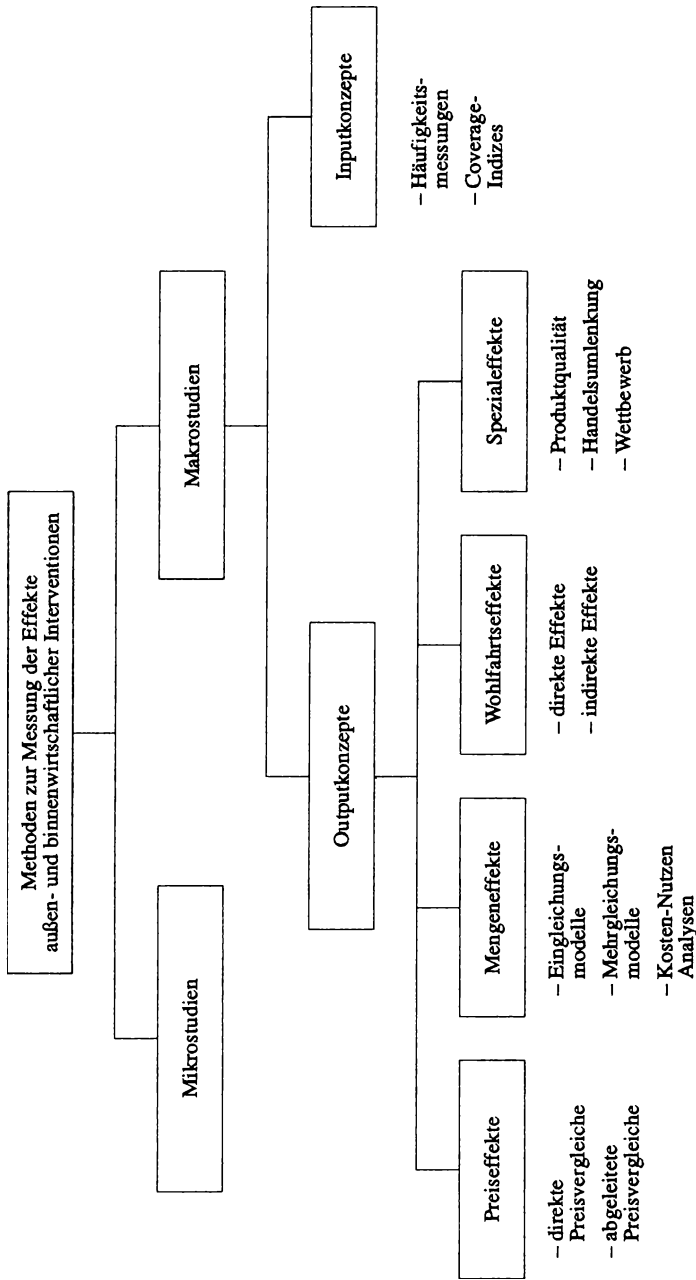 Methoden zur Messung der Effekte
außen- und binnenwirtschaftlicher Interventionen
Mikrostudien
Makrostudien
Outputkonzepte
Inputkonzepte
– Häufigkeits-
messungen
– Coverage-
Indizes
Preiseffekte
– direkte
Preisvergleiche
– abgeleitete
Preisvergleiche
Mengeneffekte
– Eingleichungs-
modelle
– Mehrgleichungs-
modelle
– Kosten-Nutzen
Analysen
Wohlfahrtseffekte
– direkte Effekte
– indirekte Effekte
Spezialeffekte
– Produktqualität
– Handelsumlenkung
– Wettbewerb